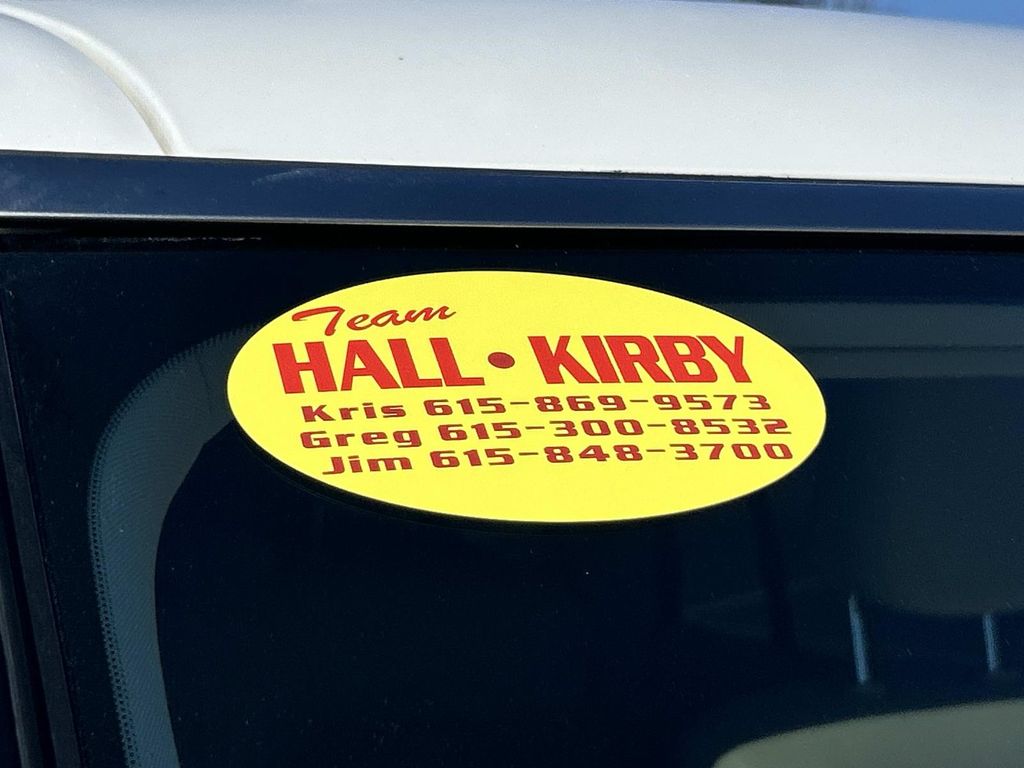 Team
HALL • KIRBY
Kris 615-869-9573
Greg 615-300-8532
Jim 615-848-3700